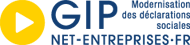 GIP
Modernisation
des déclarations
sociales
NET-ENTREPRISES·FR